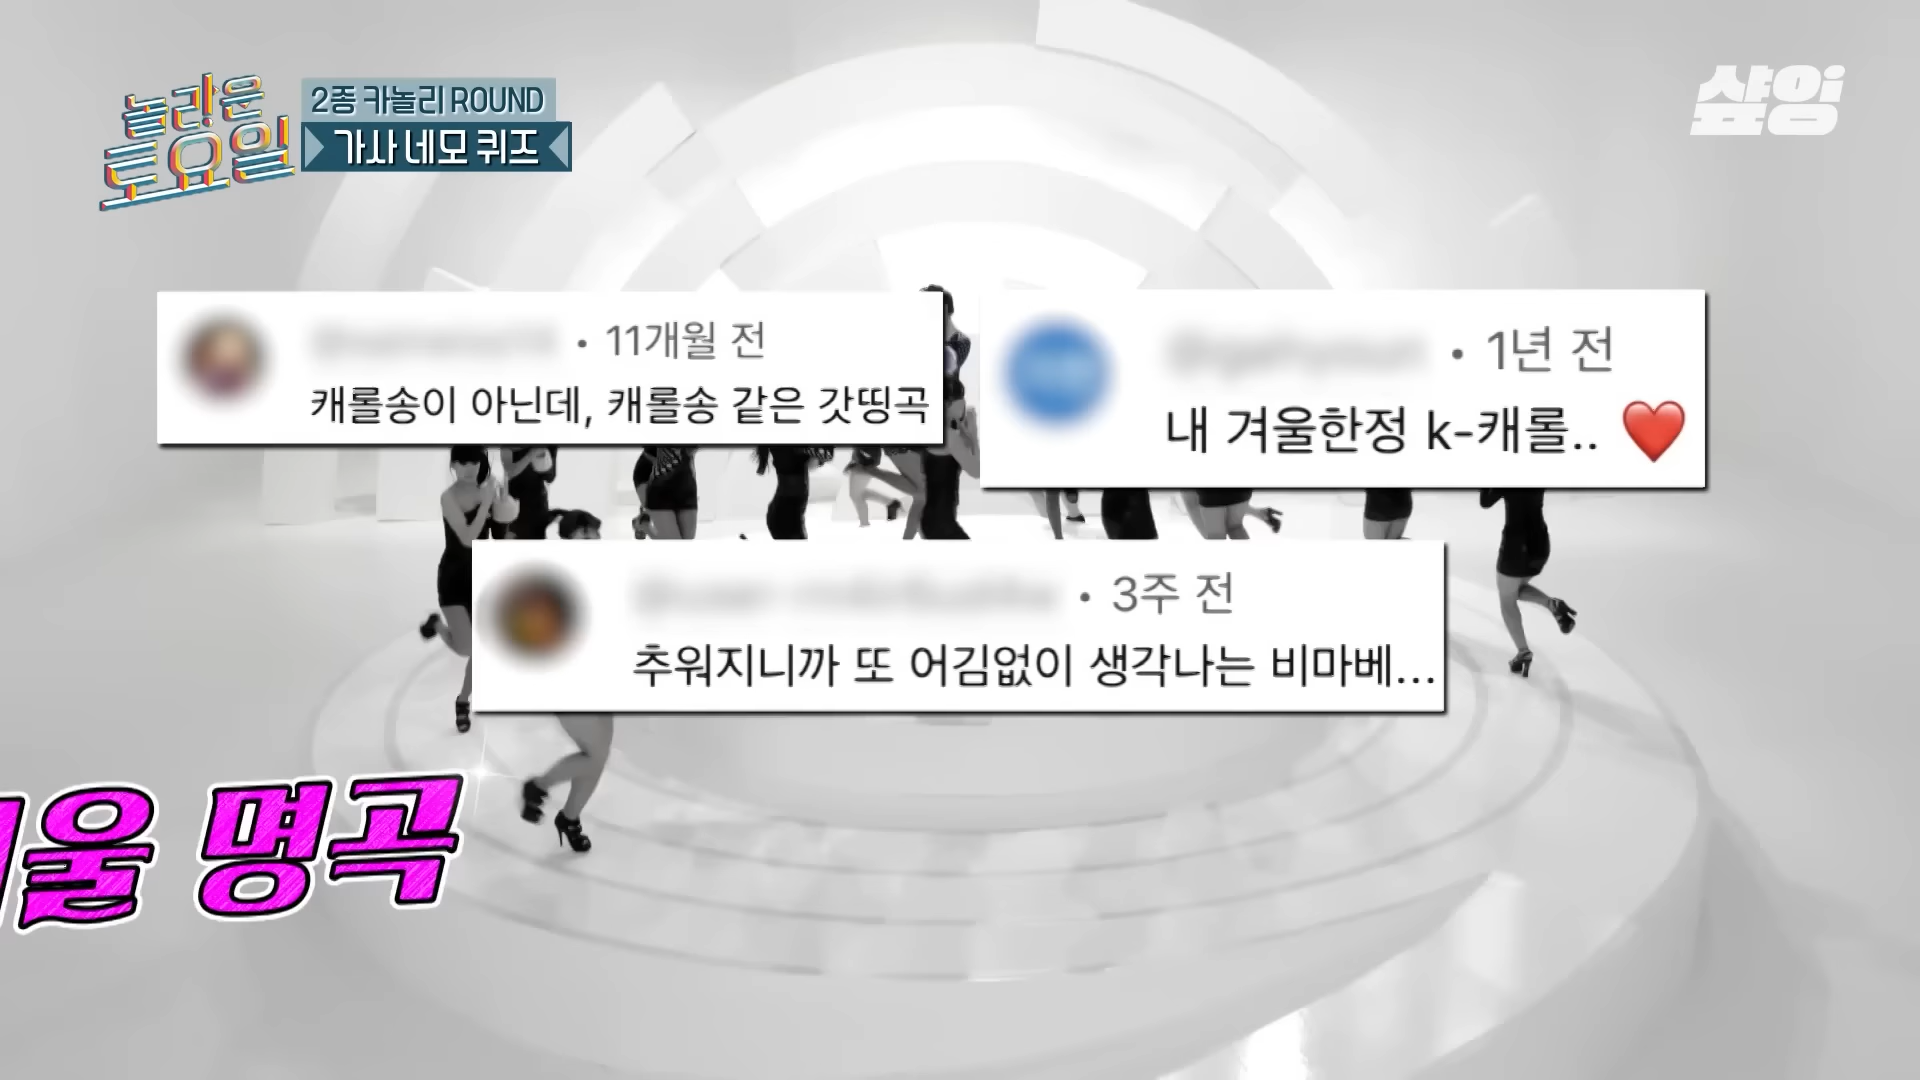 놀라운
토요일
2종 카놀리 ROUND
가사 네모 퀴즈
샾잉
• 11개월 전
캐롤송이 아닌데, 캐롤송 같은 갓띵곡
• 1년 전
내 겨울한정 k-캐롤.. ❤️
• 3주 전
추워지니까 또 어김없이 생각나는 비마베...
울 명곡